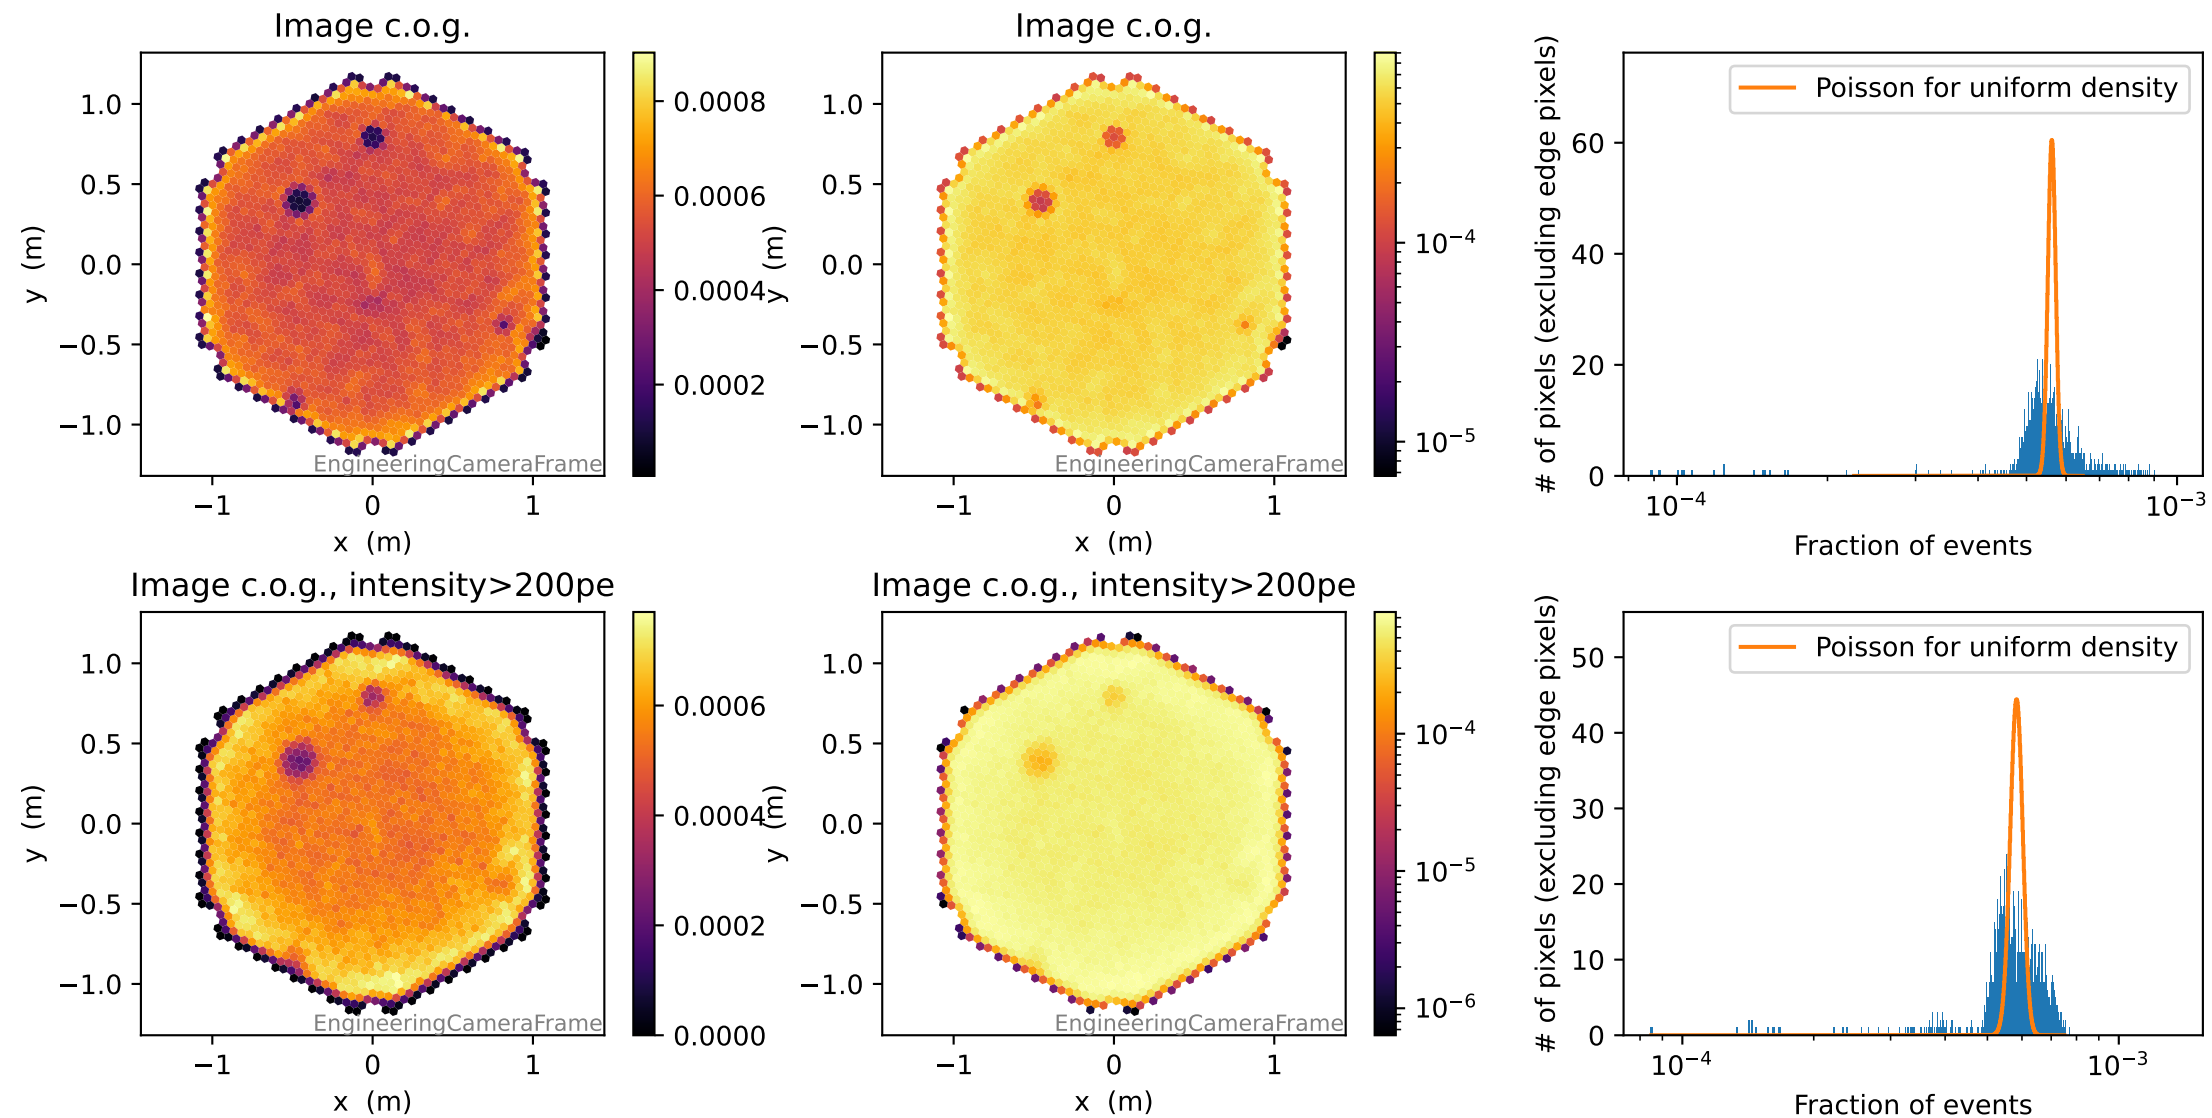 Image c.o.g.
1.0
0.5
0.0
−0.5
−1.0
y (m)
−1 0 1
x (m)
EngineeringCameraFrame
0.0008
0.0006
0.0004
0.0002
Image c.o.g.
1.0
0.5
0.0
−0.5
−1.0
y (m)
−1 0 1
x (m)
EngineeringCameraFrame
10−4
10−5
Poisson for uniform density
# of pixels (excluding edge pixels)
60
40
20
0
10−4 10−3
Fraction of events
Image c.o.g., intensity>200pe
1.0
0.5
0.0
−0.5
−1.0
y (m)
−1 0 1
x (m)
EngineeringCameraFrame
0.0006
0.0004
0.0002
0.0000
Image c.o.g., intensity>200pe
1.0
0.5
0.0
−0.5
−1.0
y (m)
−1 0 1
x (m)
EngineeringCameraFrame
10−4
10−5
10−6
Poisson for uniform density
# of pixels (excluding edge pixels)
50
40
30
20
10
0
10−4 10−3
Fraction of events